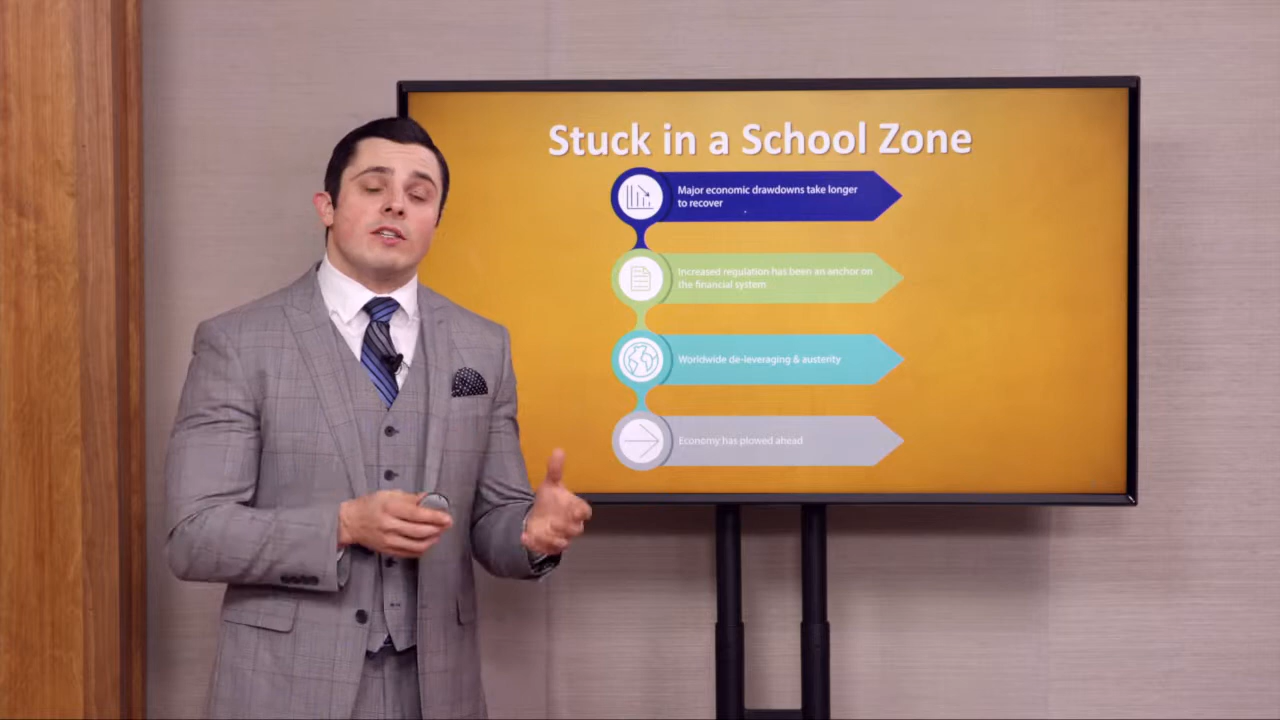 Stuck in a School Zone
Major economic drawdowns take longer
to recover
Increased regulation has been an anchor on
the financial system
Worldwide de-leveraging & austerity
Economy has plowed ahead